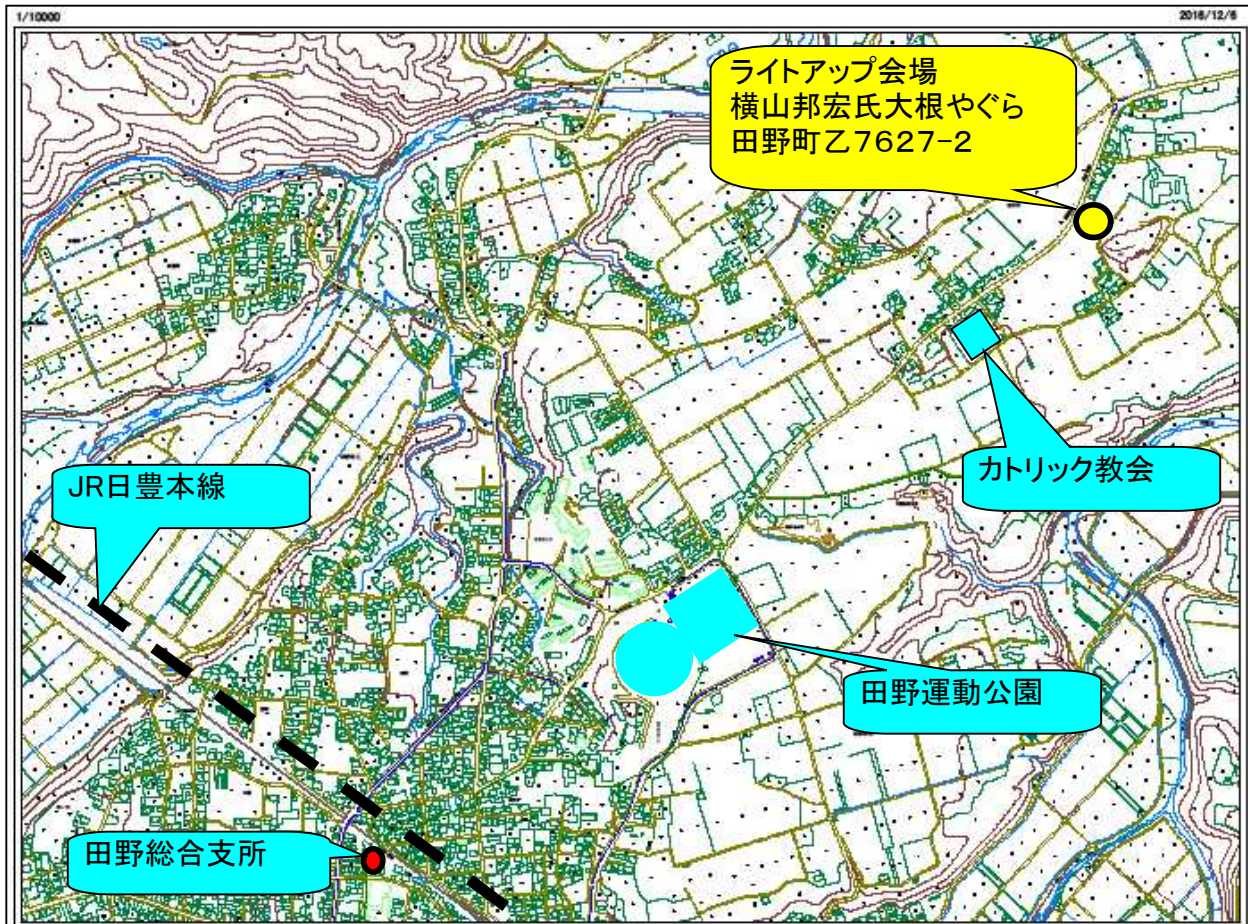 1/10000
2016/12/6
ライトアップ会場
横山邦宏氏大根やぐら
田野町乙7627-2
カトリック教会
JR日豊本線
田野運動公園
田野総合支所